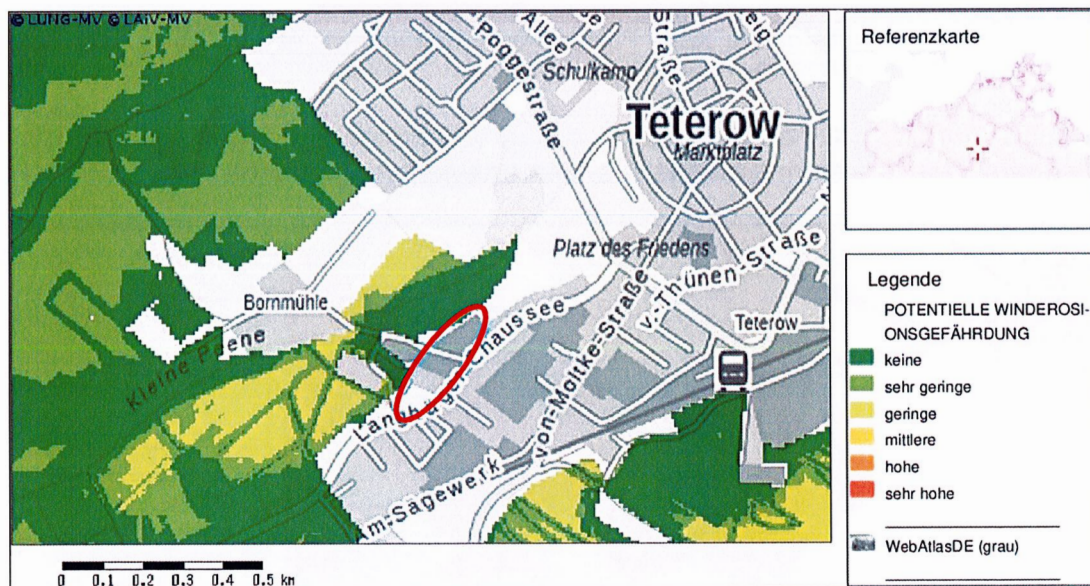 © LUNG-MV © LAiV-MV
Allee
Straße
Poggestraße
Schulkamp
Teterow
Marktplatz
Platz des Friedens
v.-Thünen-Straße
Bornmühle
Kleine Peene
Chaussee
von-Moltke-Straße
Teterow
Am-Sägewerk
0 0.1 0.2 0.3 0.4 0.5 km
Referenzkarte
Legende
POTENTIELLE WINDEROSI-
ONSGEFÄHRDUNG
keine
sehr geringe
geringe
mittlere
hohe
sehr hohe
WebAtlasDE (grau)